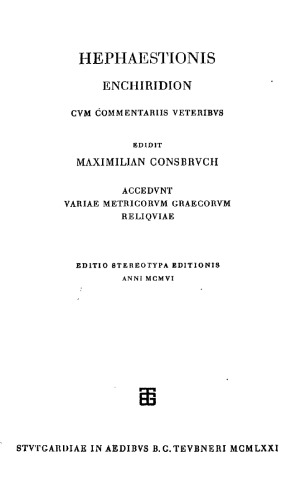 HEPHAESTIONIS
ENCHIRIDION
CVM COMMENTARIIS VETERIBVS
EDIDIT
MAXIMILIAN CONSBRVCH
ACCEDVNT
VARIAE METRICORVM GRAECORVM
RELIQVIAE
EDITIO STEREOTYPA EDITIONIS
ANNI MCMVI
STVTGARDIAE IN AEDIBVS B.G. TEVBNERI MCMLXXI